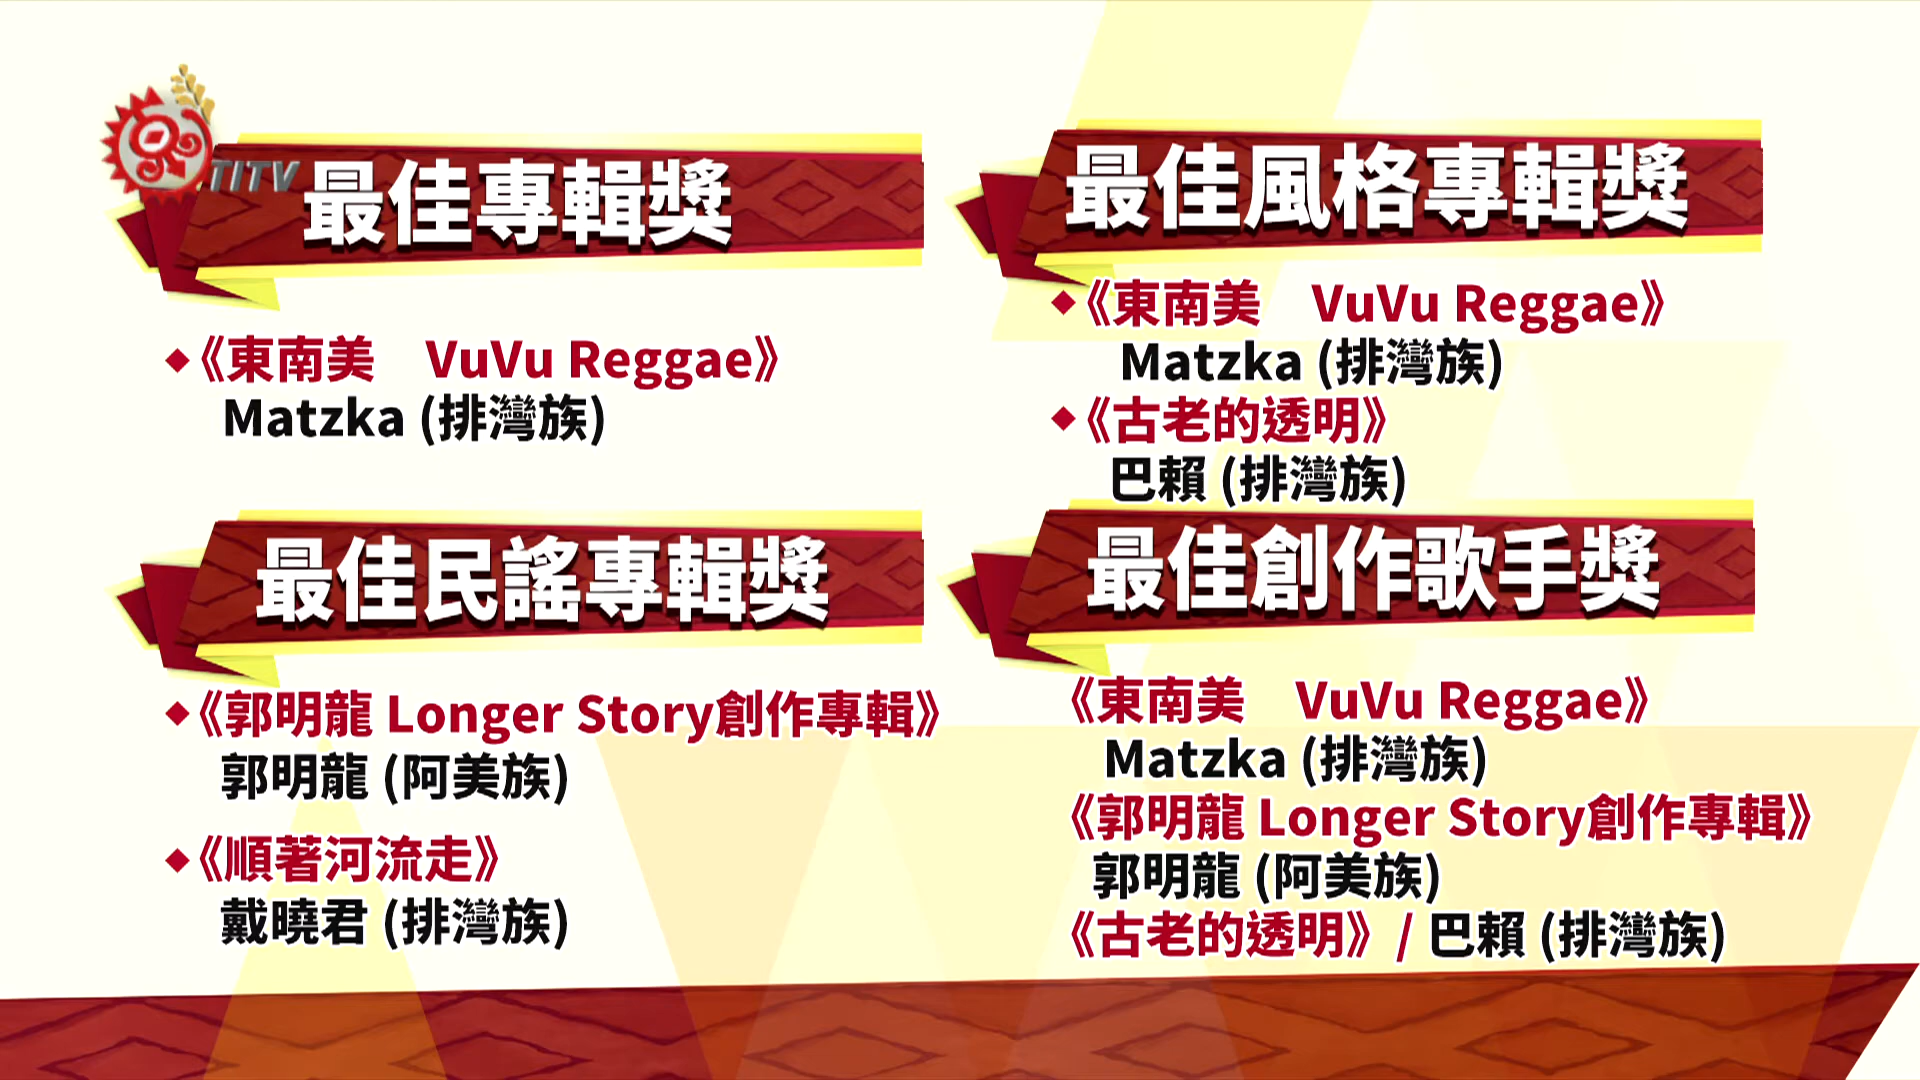 TITV
最佳專輯獎
《東南美　VuVu Reggae》
Matzka (排灣族)
最佳風格專輯獎
《東南美　VuVu Reggae》
Matzka (排灣族)
《古老的透明》
巴賴 (排灣族)
最佳民謠專輯獎
《郭明龍 Longer Story創作專輯》
郭明龍 (阿美族)
《順著河流走》
戴曉君 (排灣族)
最佳創作歌手獎
《東南美　VuVu Reggae》
Matzka (排灣族)
《郭明龍 Longer Story創作專輯》
郭明龍 (阿美族)
《古老的透明》/ 巴賴 (排灣族)